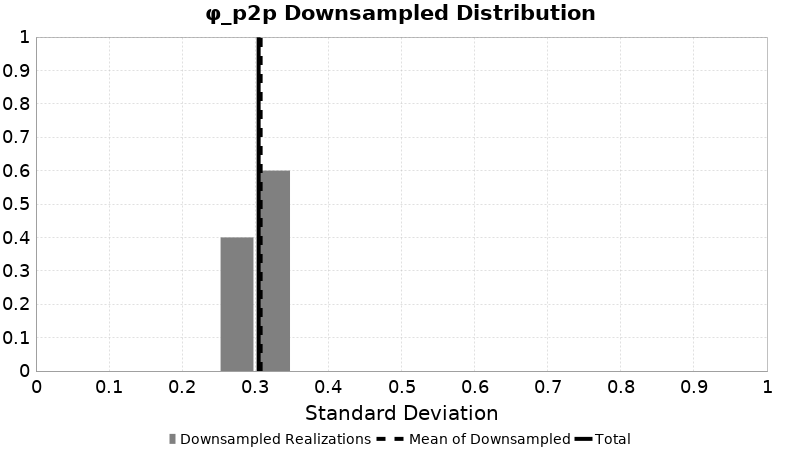 φ_p2p Downsampled Distribution
1
0.9
0.8
0.7
0.6
0.5
0.4
0.3
0.2
0.1
0
0 0.1 0.2 0.3 0.4 0.5 0.6 0.7 0.8 0.9 1
Standard Deviation
Downsampled Realizations Mean of Downsampled Total